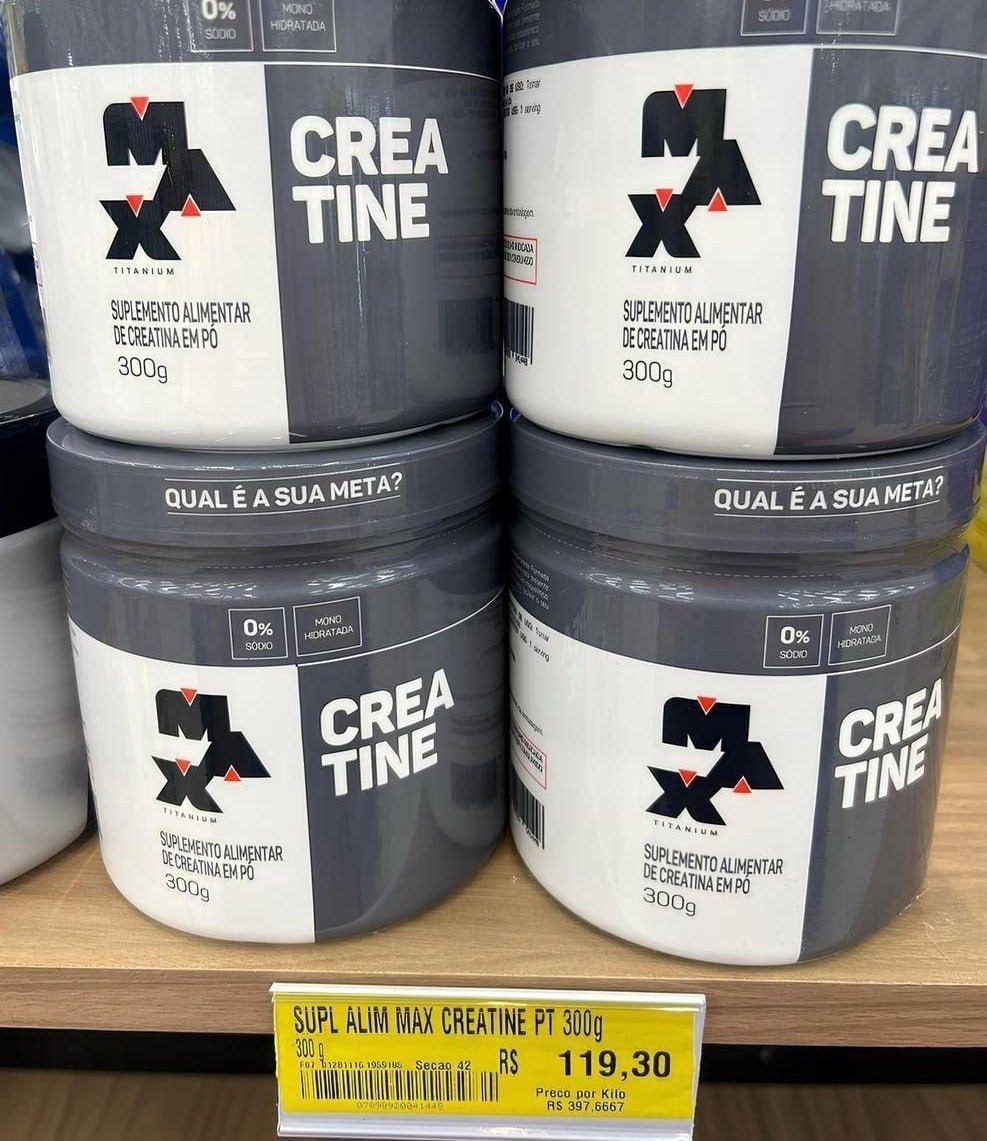 0%
SÓDIO
MONO
HIDRATADA
MAX
TITANIUM
CREA
TINE
SUPLEMENTO ALIMENTAR
DE CREATINA EM PÓ
300g
SÓDIO
HIDRATADA
MAX
TITANIUM
CREA
TINE
SUPLEMENTO ALIMENTAR
DE CREATINA EM PÓ
300g
QUAL É A SUA META?
0%
SÓDIO
MONO
HIDRATADA
MAX
TITANIUM
CREA
TINE
SUPLEMENTO ALIMENTAR
DE CREATINA EM PÓ
300g
QUAL É A SUA META?
0%
SÓDIO
MONO
HIDRATADA
MAX
TITANIUM
CREA
TINE
SUPLEMENTO ALIMENTAR
DE CREATINA EM PÓ
300g
SUPL ALIM MAX CREATINE PT 300g
300 g
Secao 42
R$ 119,30
Preco por Kilo
R$ 397,6667